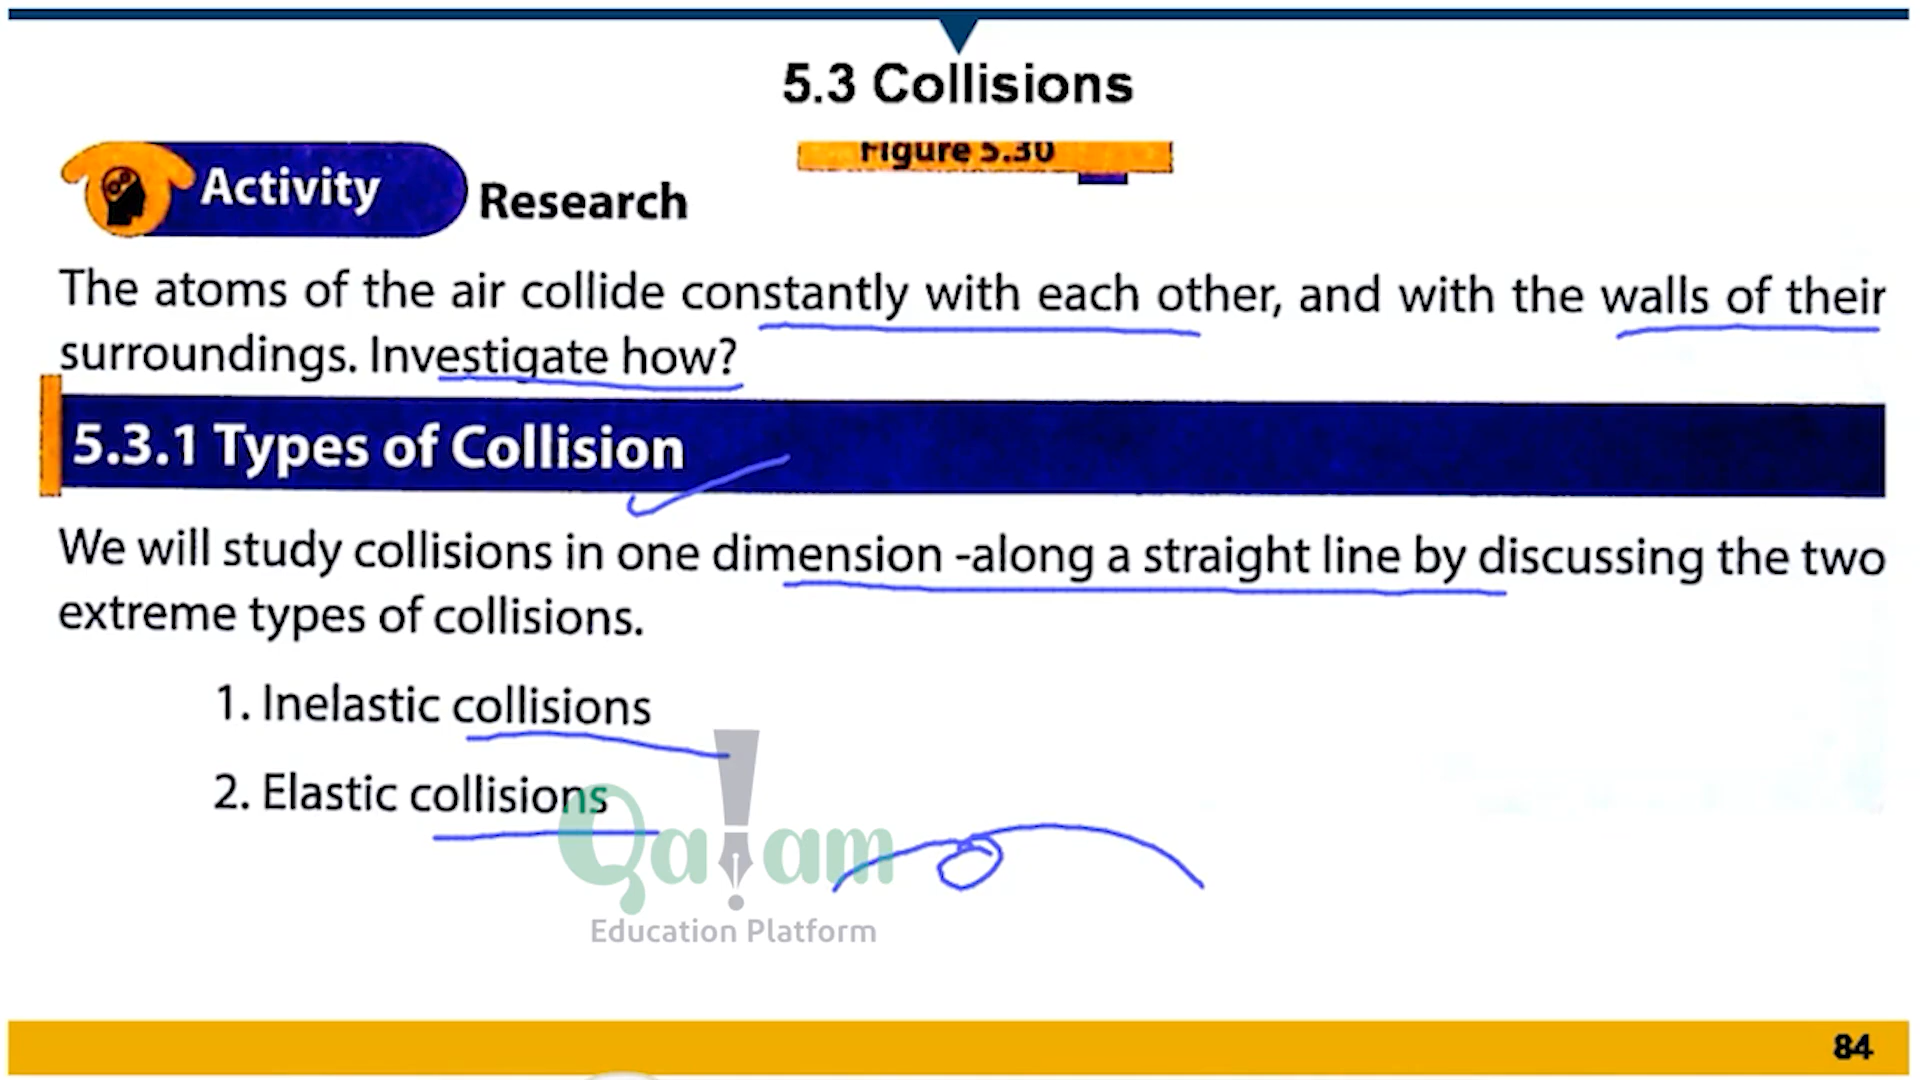 5.3 Collisions
Figure 5.30
Activity
Research
The atoms of the air collide constantly with each other, and with the walls of their
surroundings. Investigate how?
5.3.1 Types of Collision
We will study collisions in one dimension -along a straight line by discussing the two
extreme types of collisions.
1. Inelastic collisions
2. Elastic collisions
Qalam
Education Platform
84